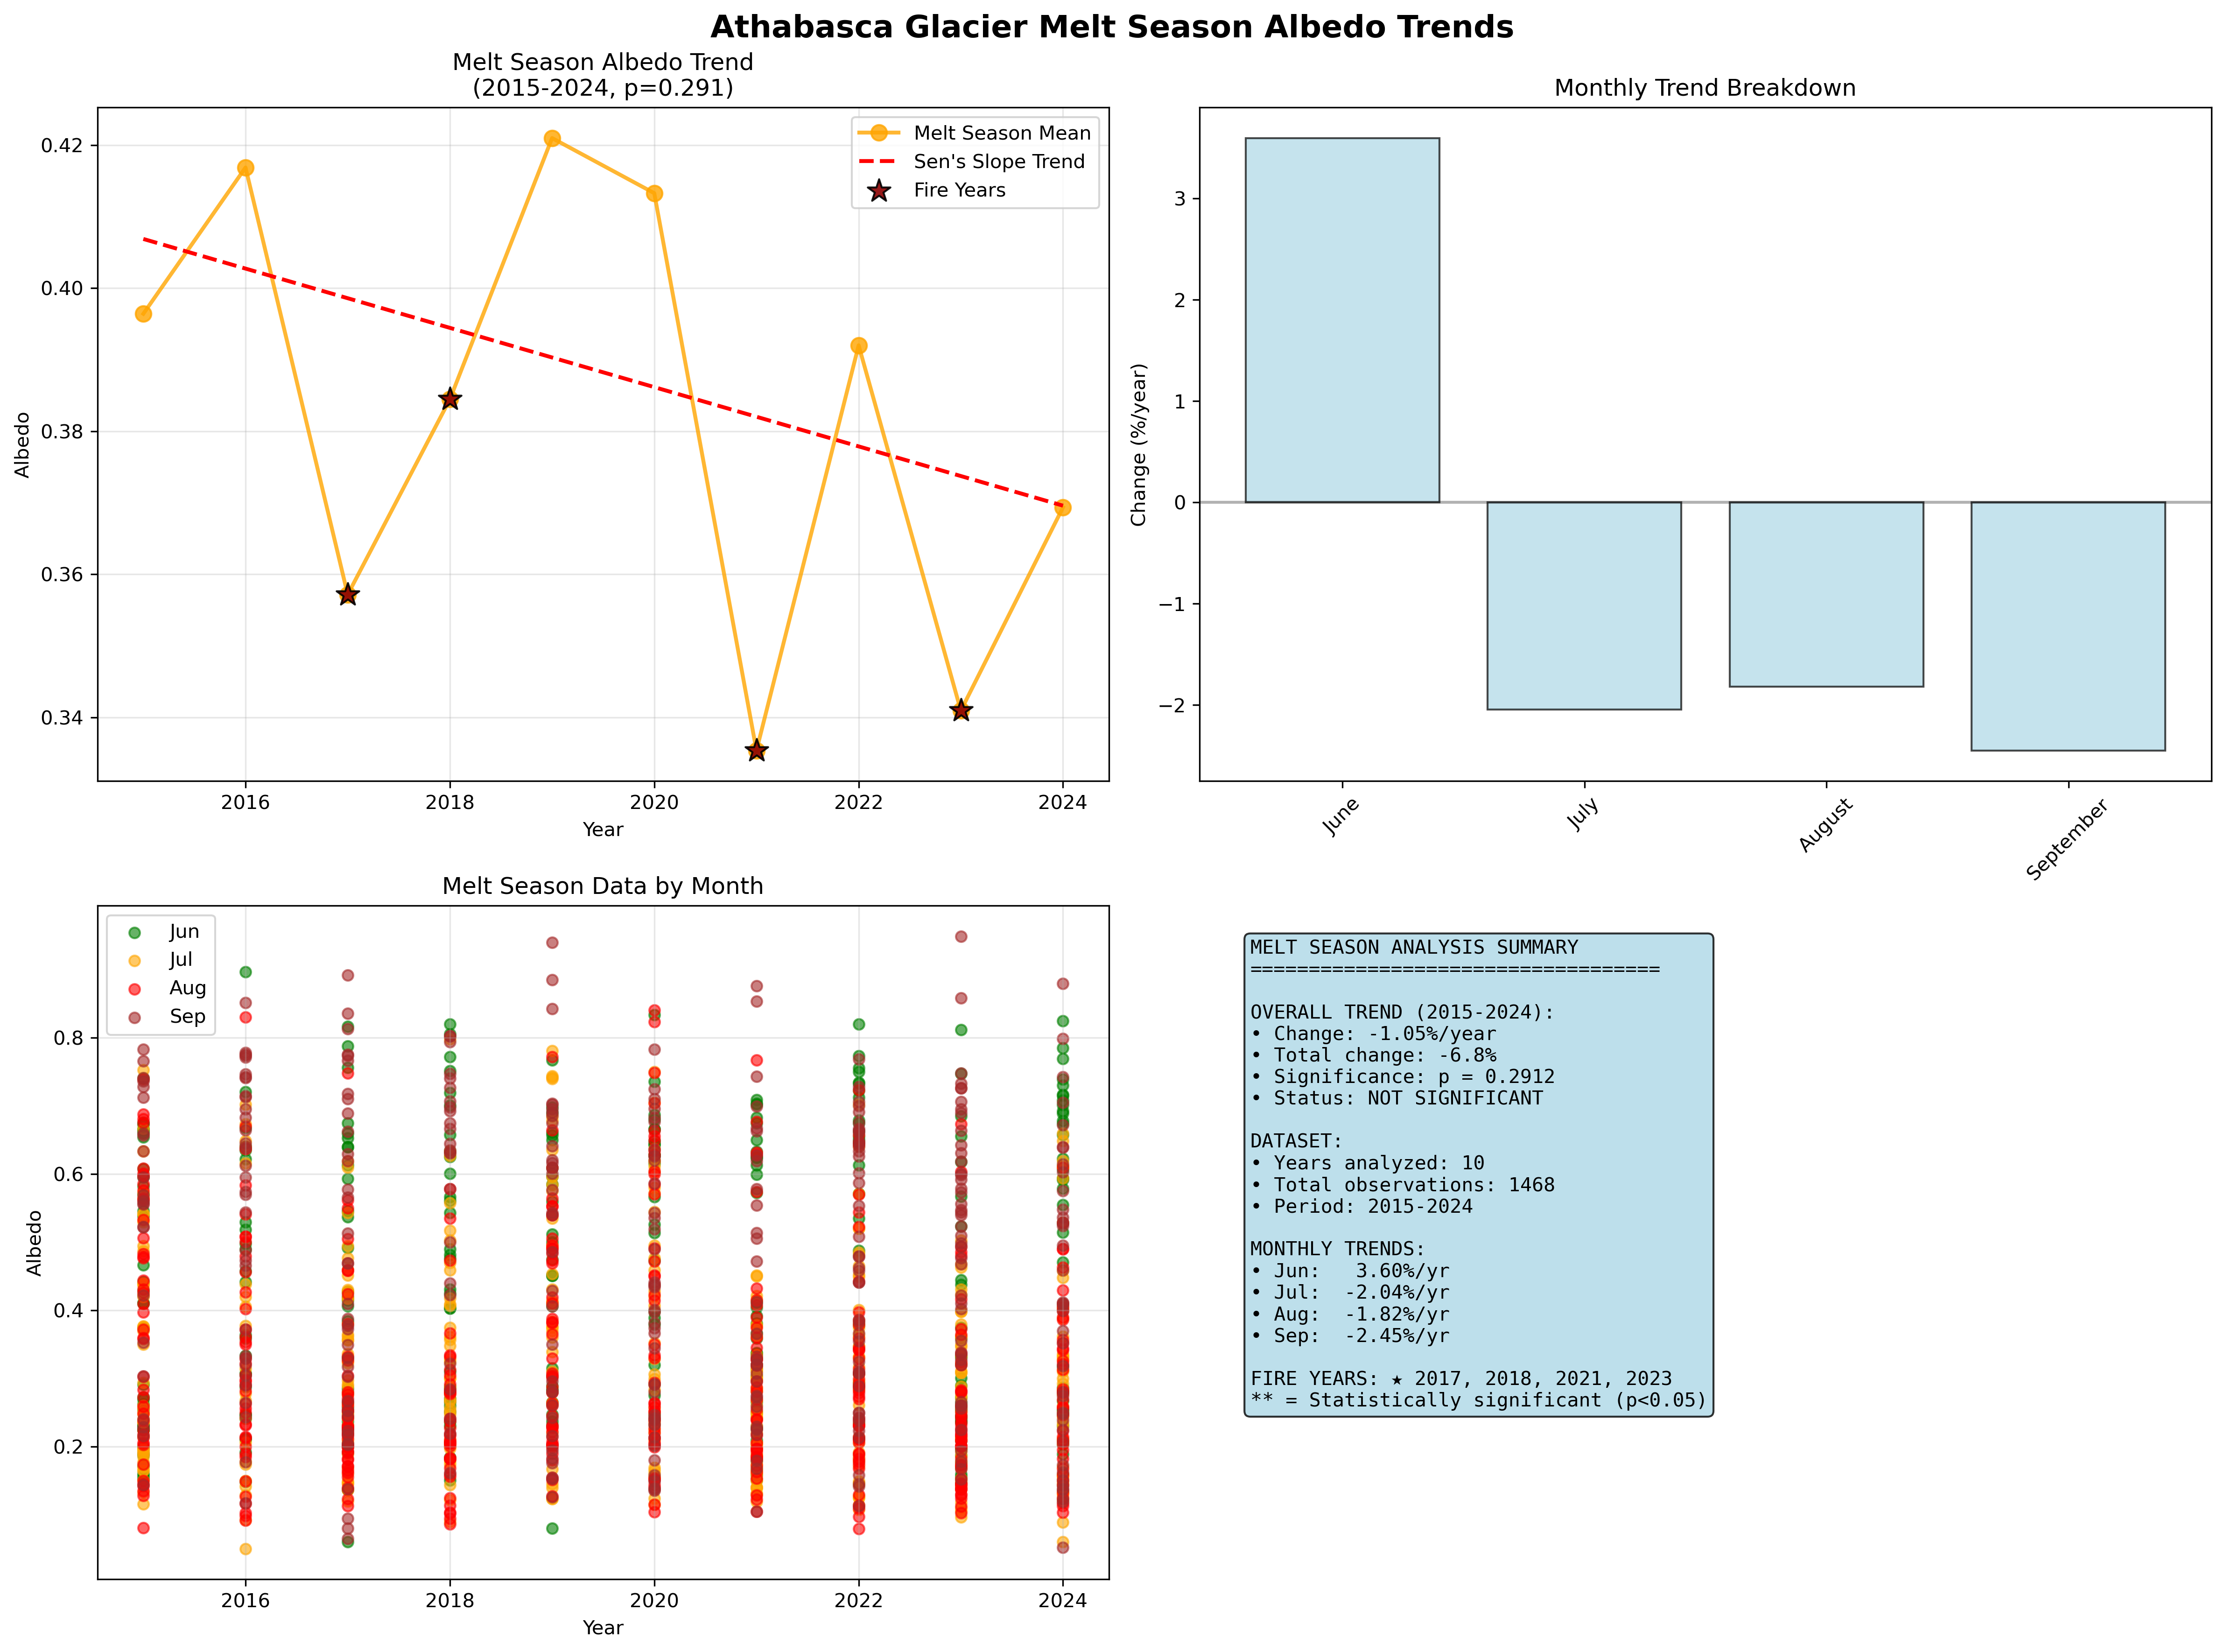 Athabasca Glacier Melt Season Albedo Trends
Melt Season Albedo Trend
(2015-2024, p=0.291)
Melt Season Mean
Sen's Slope Trend
Fire Years
Albedo
0.42
0.40
0.38
0.36
0.34
2016
2018
2020
2022
2024
Year
Monthly Trend Breakdown
Change (%/year)
3
2
1
0
−1
−2
June
July
August
September
Melt Season Data by Month
Jun
Jul
Aug
Sep
Albedo
0.8
0.6
0.4
0.2
2016
2018
2020
2022
2024
Year
MELT SEASON ANALYSIS SUMMARY
===================================
OVERALL TREND (2015-2024):
• Change: -1.05%/year
• Total change: -6.8%
• Significance: p = 0.2912
• Status: NOT SIGNIFICANT
DATASET:
• Years analyzed: 10
• Total observations: 1468
• Period: 2015-2024
MONTHLY TRENDS:
• Jun:   3.60%/yr
• Jul:  -2.04%/yr
• Aug:  -1.82%/yr
• Sep:  -2.45%/yr
FIRE YEARS: ★ 2017, 2018, 2021, 2023
** = Statistically significant (p<0.05)